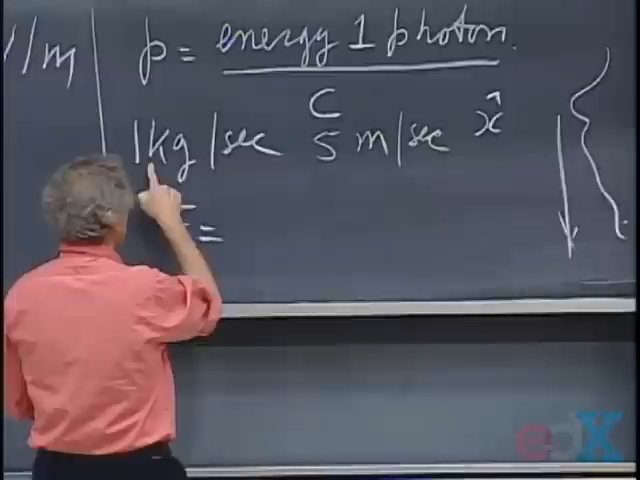 //m
p = energy 1 photon.
C
1kg/sec 5 m/sec x̂
F =
edX